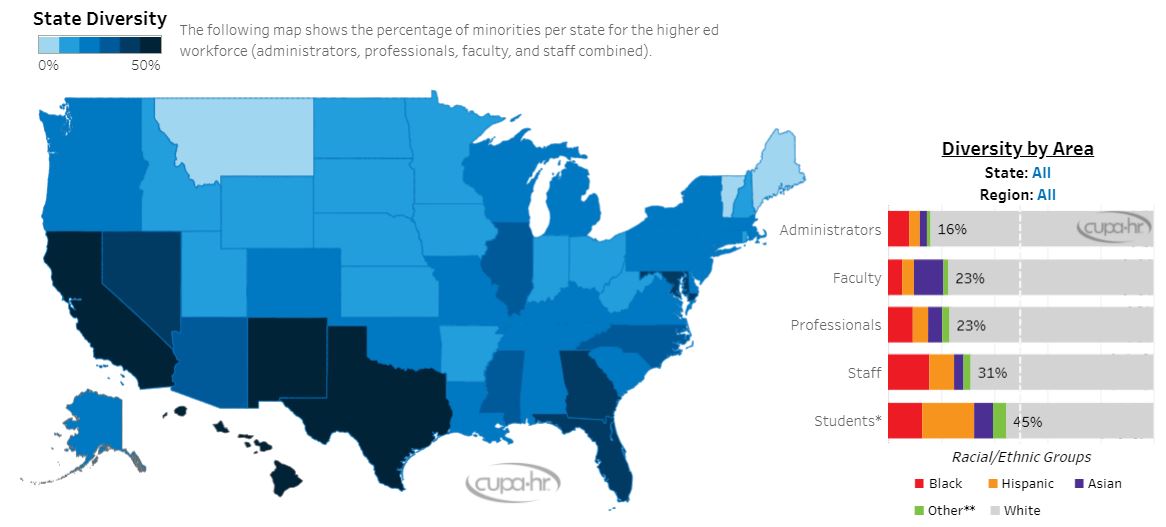 State Diversity
0% 50%
The following map shows the percentage of minorities per state for the higher ed
workforce (administrators, professionals, faculty, and staff combined).
cupa-hr
Diversity by Area
State: All
Region: All
Administrators 16%
cupa-hr
Faculty 23%
Professionals 23%
Staff 31%
Students* 45%
Racial/Ethnic Groups
Black Hispanic Asian
Other** White